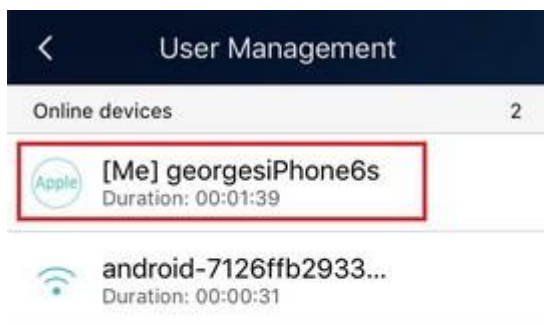 User Management
Online devices 2
[Me] georgesiPhone6s
Apple
Duration: 00:01:39
android-7126ffb2933...
Duration: 00:00:31